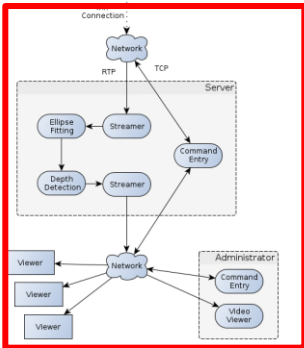 Connection
Network
RTP
TCP
Server
Ellipse
Fitting
Streamer
Command
Entry
Depth
Detection
Streamer
Network
Viewer
Viewer
Viewer
Administrator
Command
Entry
Video
Viewer